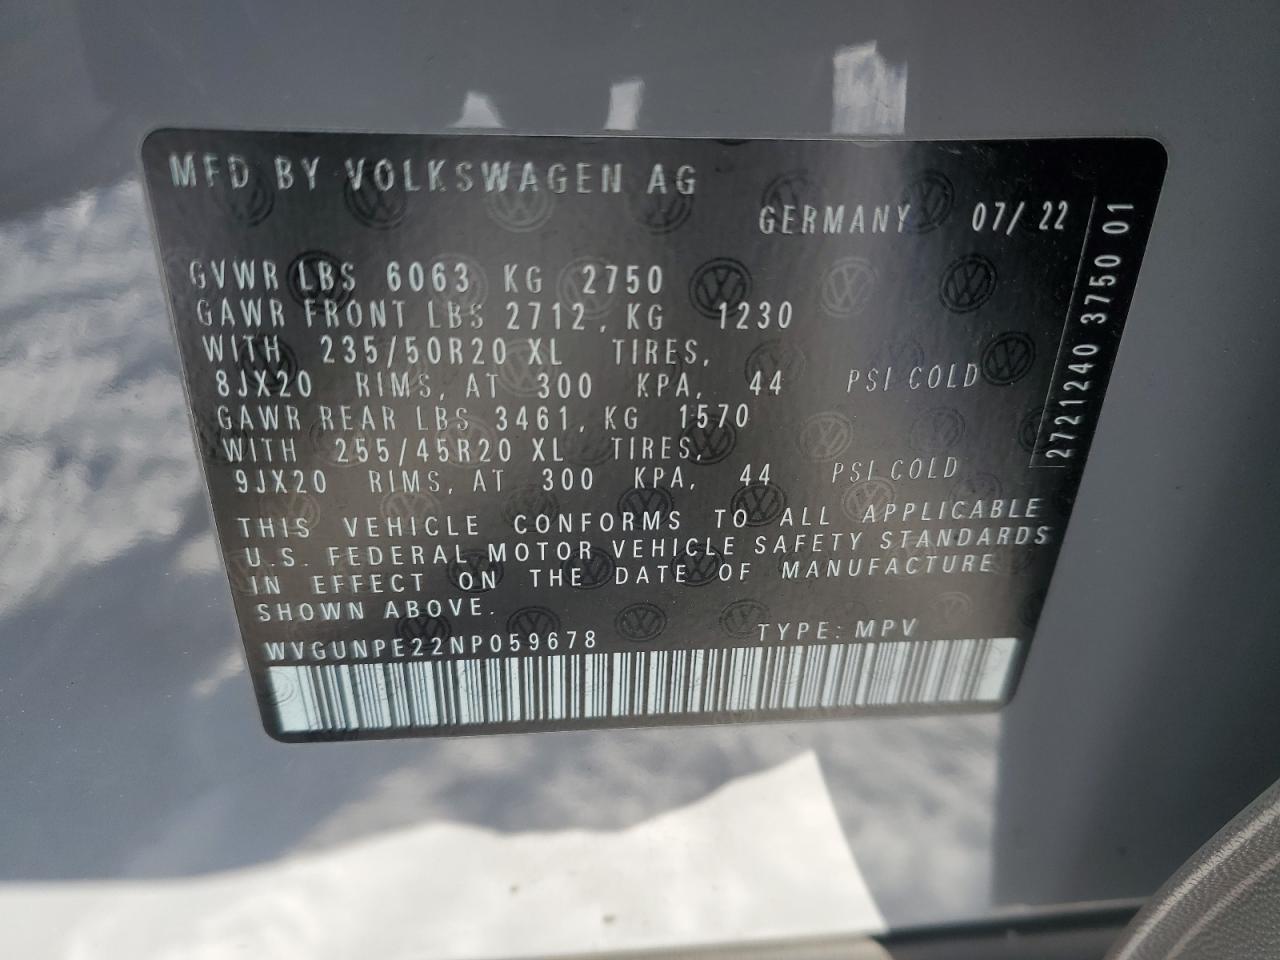 MFD BY VOLKSWAGEN AG
GERMANY 07/ 22
GVWR LBS 6063 KG 2750
GAWR FRONT LBS 2712, KG 1230
WITH 235/50R20 XL TIRES,
8JX20 RIMS, AT 300 KPA, 44 PSI COLD
GAWR REAR LBS 3461, KG 1570
WITH 255/45R20 XL TIRES,
9JX20 RIMS, AT 300 KPA, 44 PSI COLD
THIS VEHICLE CONFORMS TO ALL APPLICABLE
U.S. FEDERAL MOTOR VEHICLE SAFETY STANDARDS
IN EFFECT ON THE DATE OF MANUFACTURE
SHOWN ABOVE.
WVGUNPE22NP059678 TYPE: MPV
2721240 3750 01